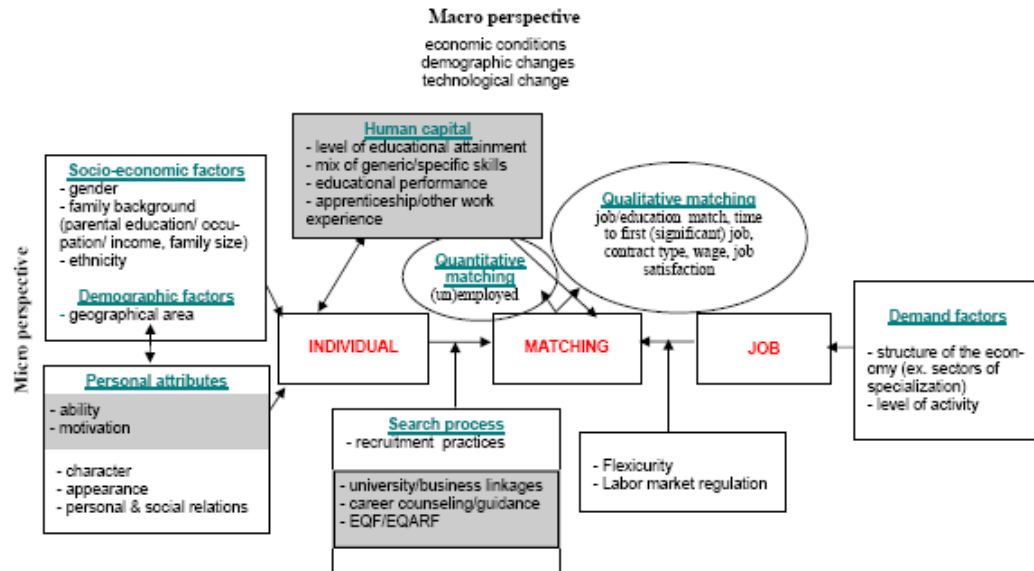 Macro perspective
economic conditions
demographic changes
technological change
Human capital
- level of educational attainment
- mix of generic/specific skills
- educational performance
- apprenticeship/other work
experience
Socio-economic factors
- gender
- family background
(parental education/ occu-
pation/ income, family size)
- ethnicity
Demographic factors
- geographical area
Qualitative matching
job/education match, time
to first (significant) job,
contract type, wage, job
satisfaction
Quantitative
matching
(un)employed
Micro perspective
INDIVIDUAL
MATCHING
JOB
Demand factors
- structure of the econ-
omy (ex. sectors of
specialization)
- level of activity
Personal attributes
- ability
- motivation
- character
- appearance
- personal & social relations
Search process
- recruitment practices
- university/business linkages
- career counseling/guidance
- EQF/EQARF
- Flexicurity
- Labor market regulation